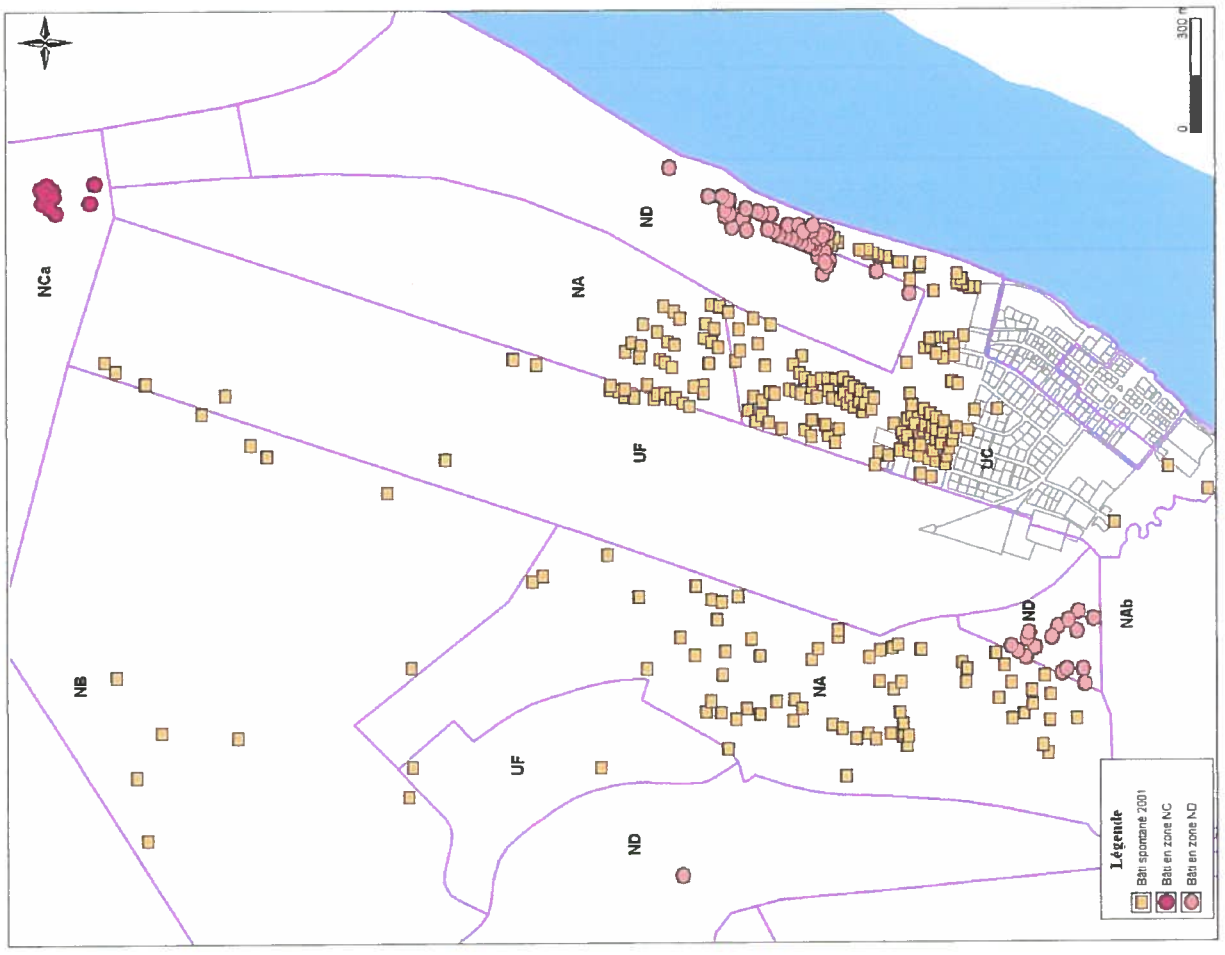 NCa
NB
NA
ND
UF
UF
ND
NA
UC
ND
NAb
Légende
Bâti spontané 2001
Bâti en zone NC
Bâti en zone ND
0 300 m